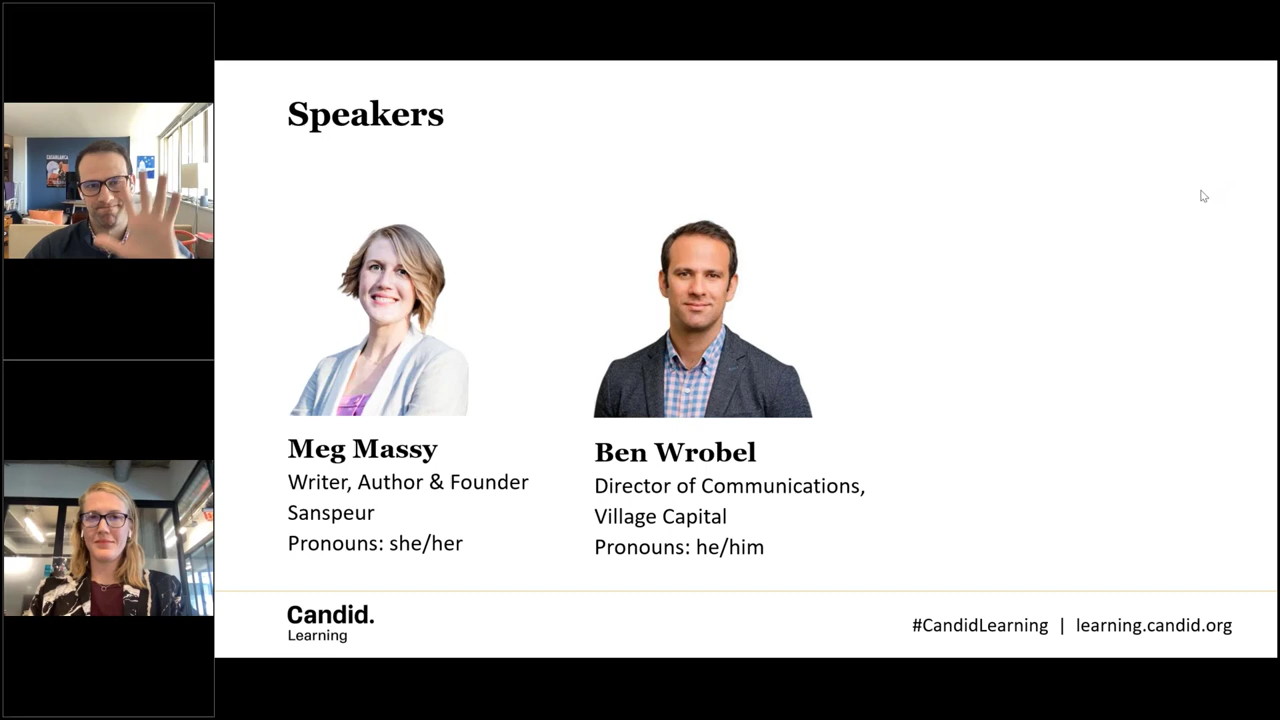 Speakers
Meg Massy
Writer, Author & Founder
Sanspeur
Pronouns: she/her
Ben Wrobel
Director of Communications,
Village Capital
Pronouns: he/him
Candid.
Learning
#CandidLearning | learning.candid.org
CASABLANCA